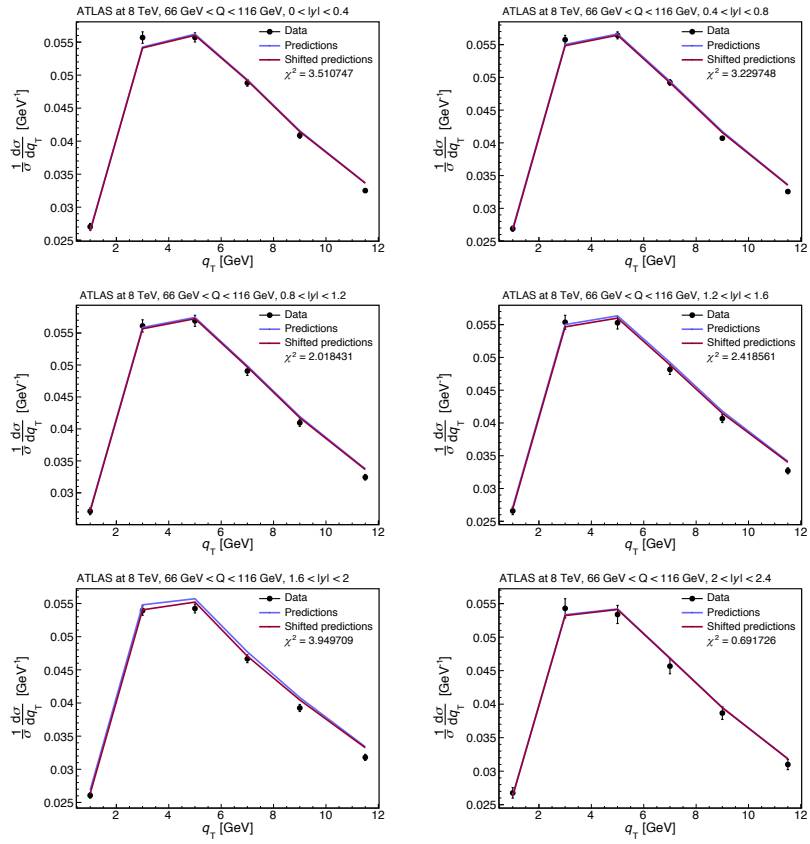 ATLAS at 8 TeV, 66 GeV < Q < 116 GeV, 0 < |y| < 0.4
Data
Predictions
Shifted predictions
χ² = 3.510747
0.055
0.05
0.045
0.04
0.035
0.03
0.025
1/σ dσ/dq_T [GeV⁻¹]
0 2 4 6 8 10 12
q_T [GeV]
ATLAS at 8 TeV, 66 GeV < Q < 116 GeV, 0.4 < |y| < 0.8
Data
Predictions
Shifted predictions
χ² = 3.229748
0.055
0.05
0.045
0.04
0.035
0.03
0.025
1/σ dσ/dq_T [GeV⁻¹]
0 2 4 6 8 10 12
q_T [GeV]
ATLAS at 8 TeV, 66 GeV < Q < 116 GeV, 0.8 < |y| < 1.2
Data
Predictions
Shifted predictions
χ² = 2.018431
0.055
0.05
0.045
0.04
0.035
0.03
1/σ dσ/dq_T [GeV⁻¹]
0 2 4 6 8 10 12
q_T [GeV]
ATLAS at 8 TeV, 66 GeV < Q < 116 GeV, 1.2 < |y| < 1.6
Data
Predictions
Shifted predictions
χ² = 2.418561
0.055
0.05
0.045
0.04
0.035
0.03
0.025
1/σ dσ/dq_T [GeV⁻¹]
0 2 4 6 8 10 12
q_T [GeV]
ATLAS at 8 TeV, 66 GeV < Q < 116 GeV, 1.6 < |y| < 2
Data
Predictions
Shifted predictions
χ² = 3.949709
0.055
0.05
0.045
0.04
0.035
0.03
0.025
1/σ dσ/dq_T [GeV⁻¹]
0 2 4 6 8 10 12
q_T [GeV]
ATLAS at 8 TeV, 66 GeV < Q < 116 GeV, 2 < |y| < 2.4
Data
Predictions
Shifted predictions
χ² = 0.691726
0.055
0.05
0.045
0.04
0.035
0.03
0.025
1/σ dσ/dq_T [GeV⁻¹]
0 2 4 6 8 10 12
q_T [GeV]